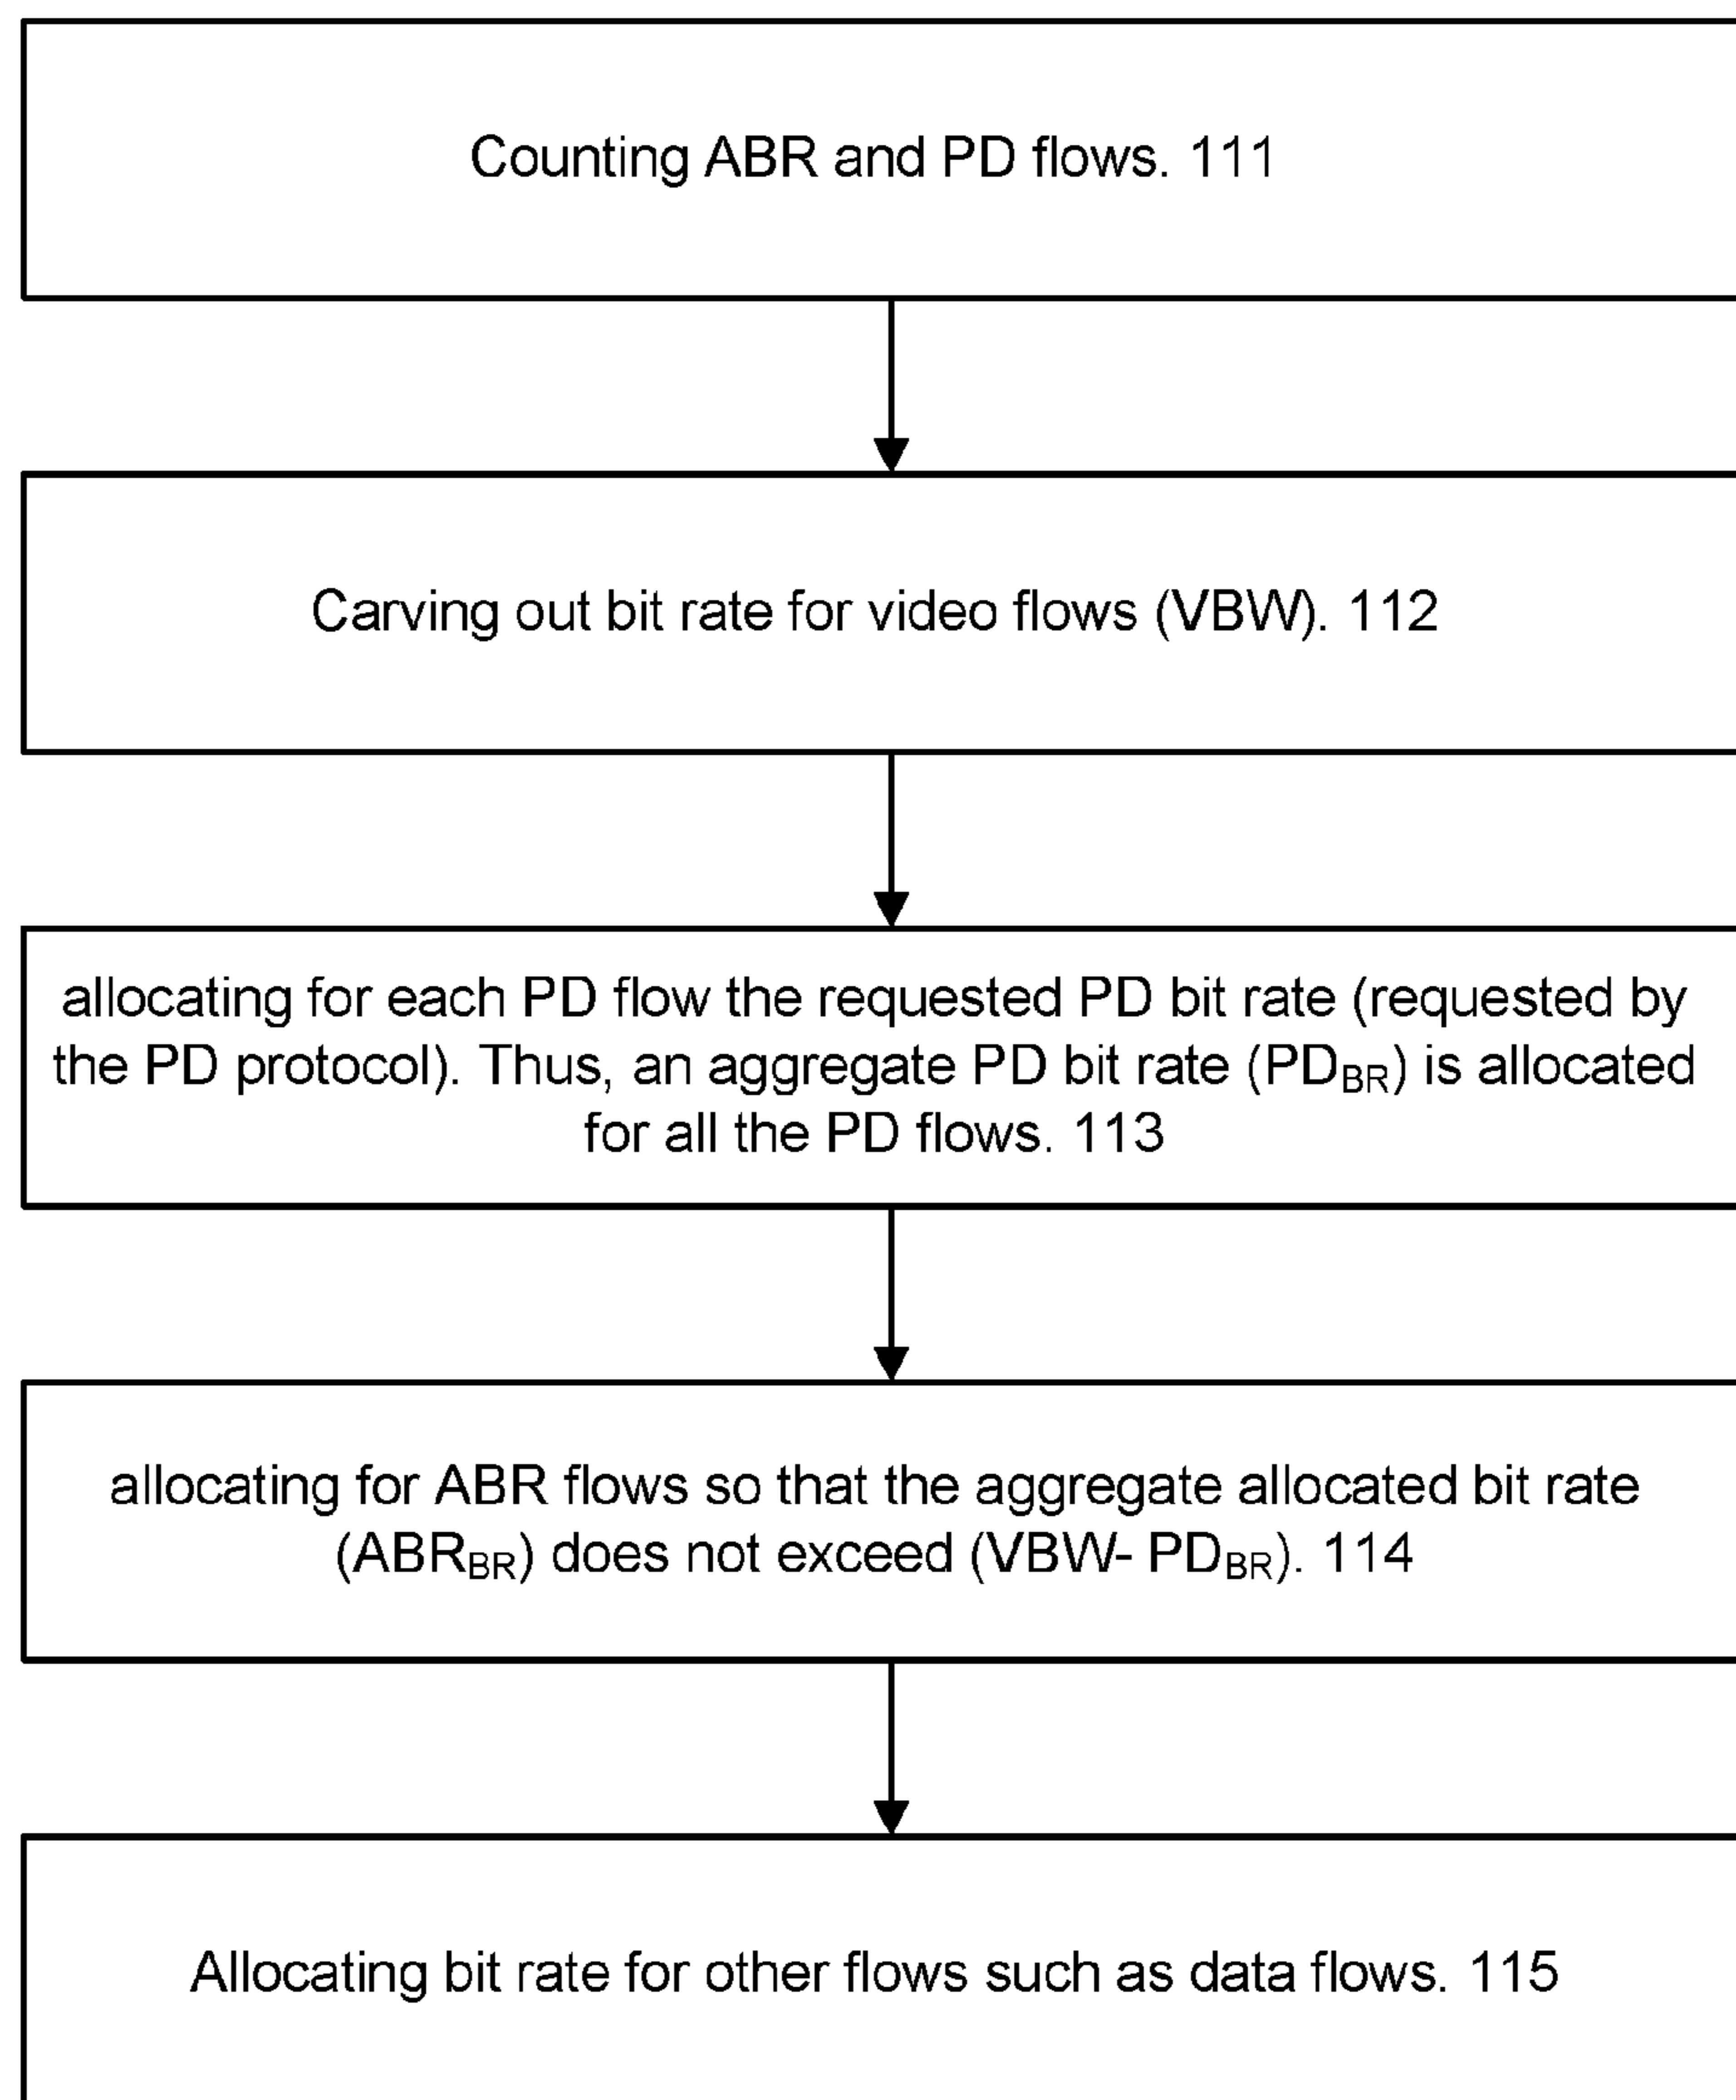 Counting ABR and PD flows. 111
Carving out bit rate for video flows (VBW). 112
allocating for each PD flow the requested PD bit rate (requested by
the PD protocol). Thus, an aggregate PD bit rate (PDBR) is allocated
for all the PD flows. 113
allocating for ABR flows so that the aggregate allocated bit rate
(ABRBR) does not exceed (VBW- PDBR). 114
Allocating bit rate for other flows such as data flows. 115